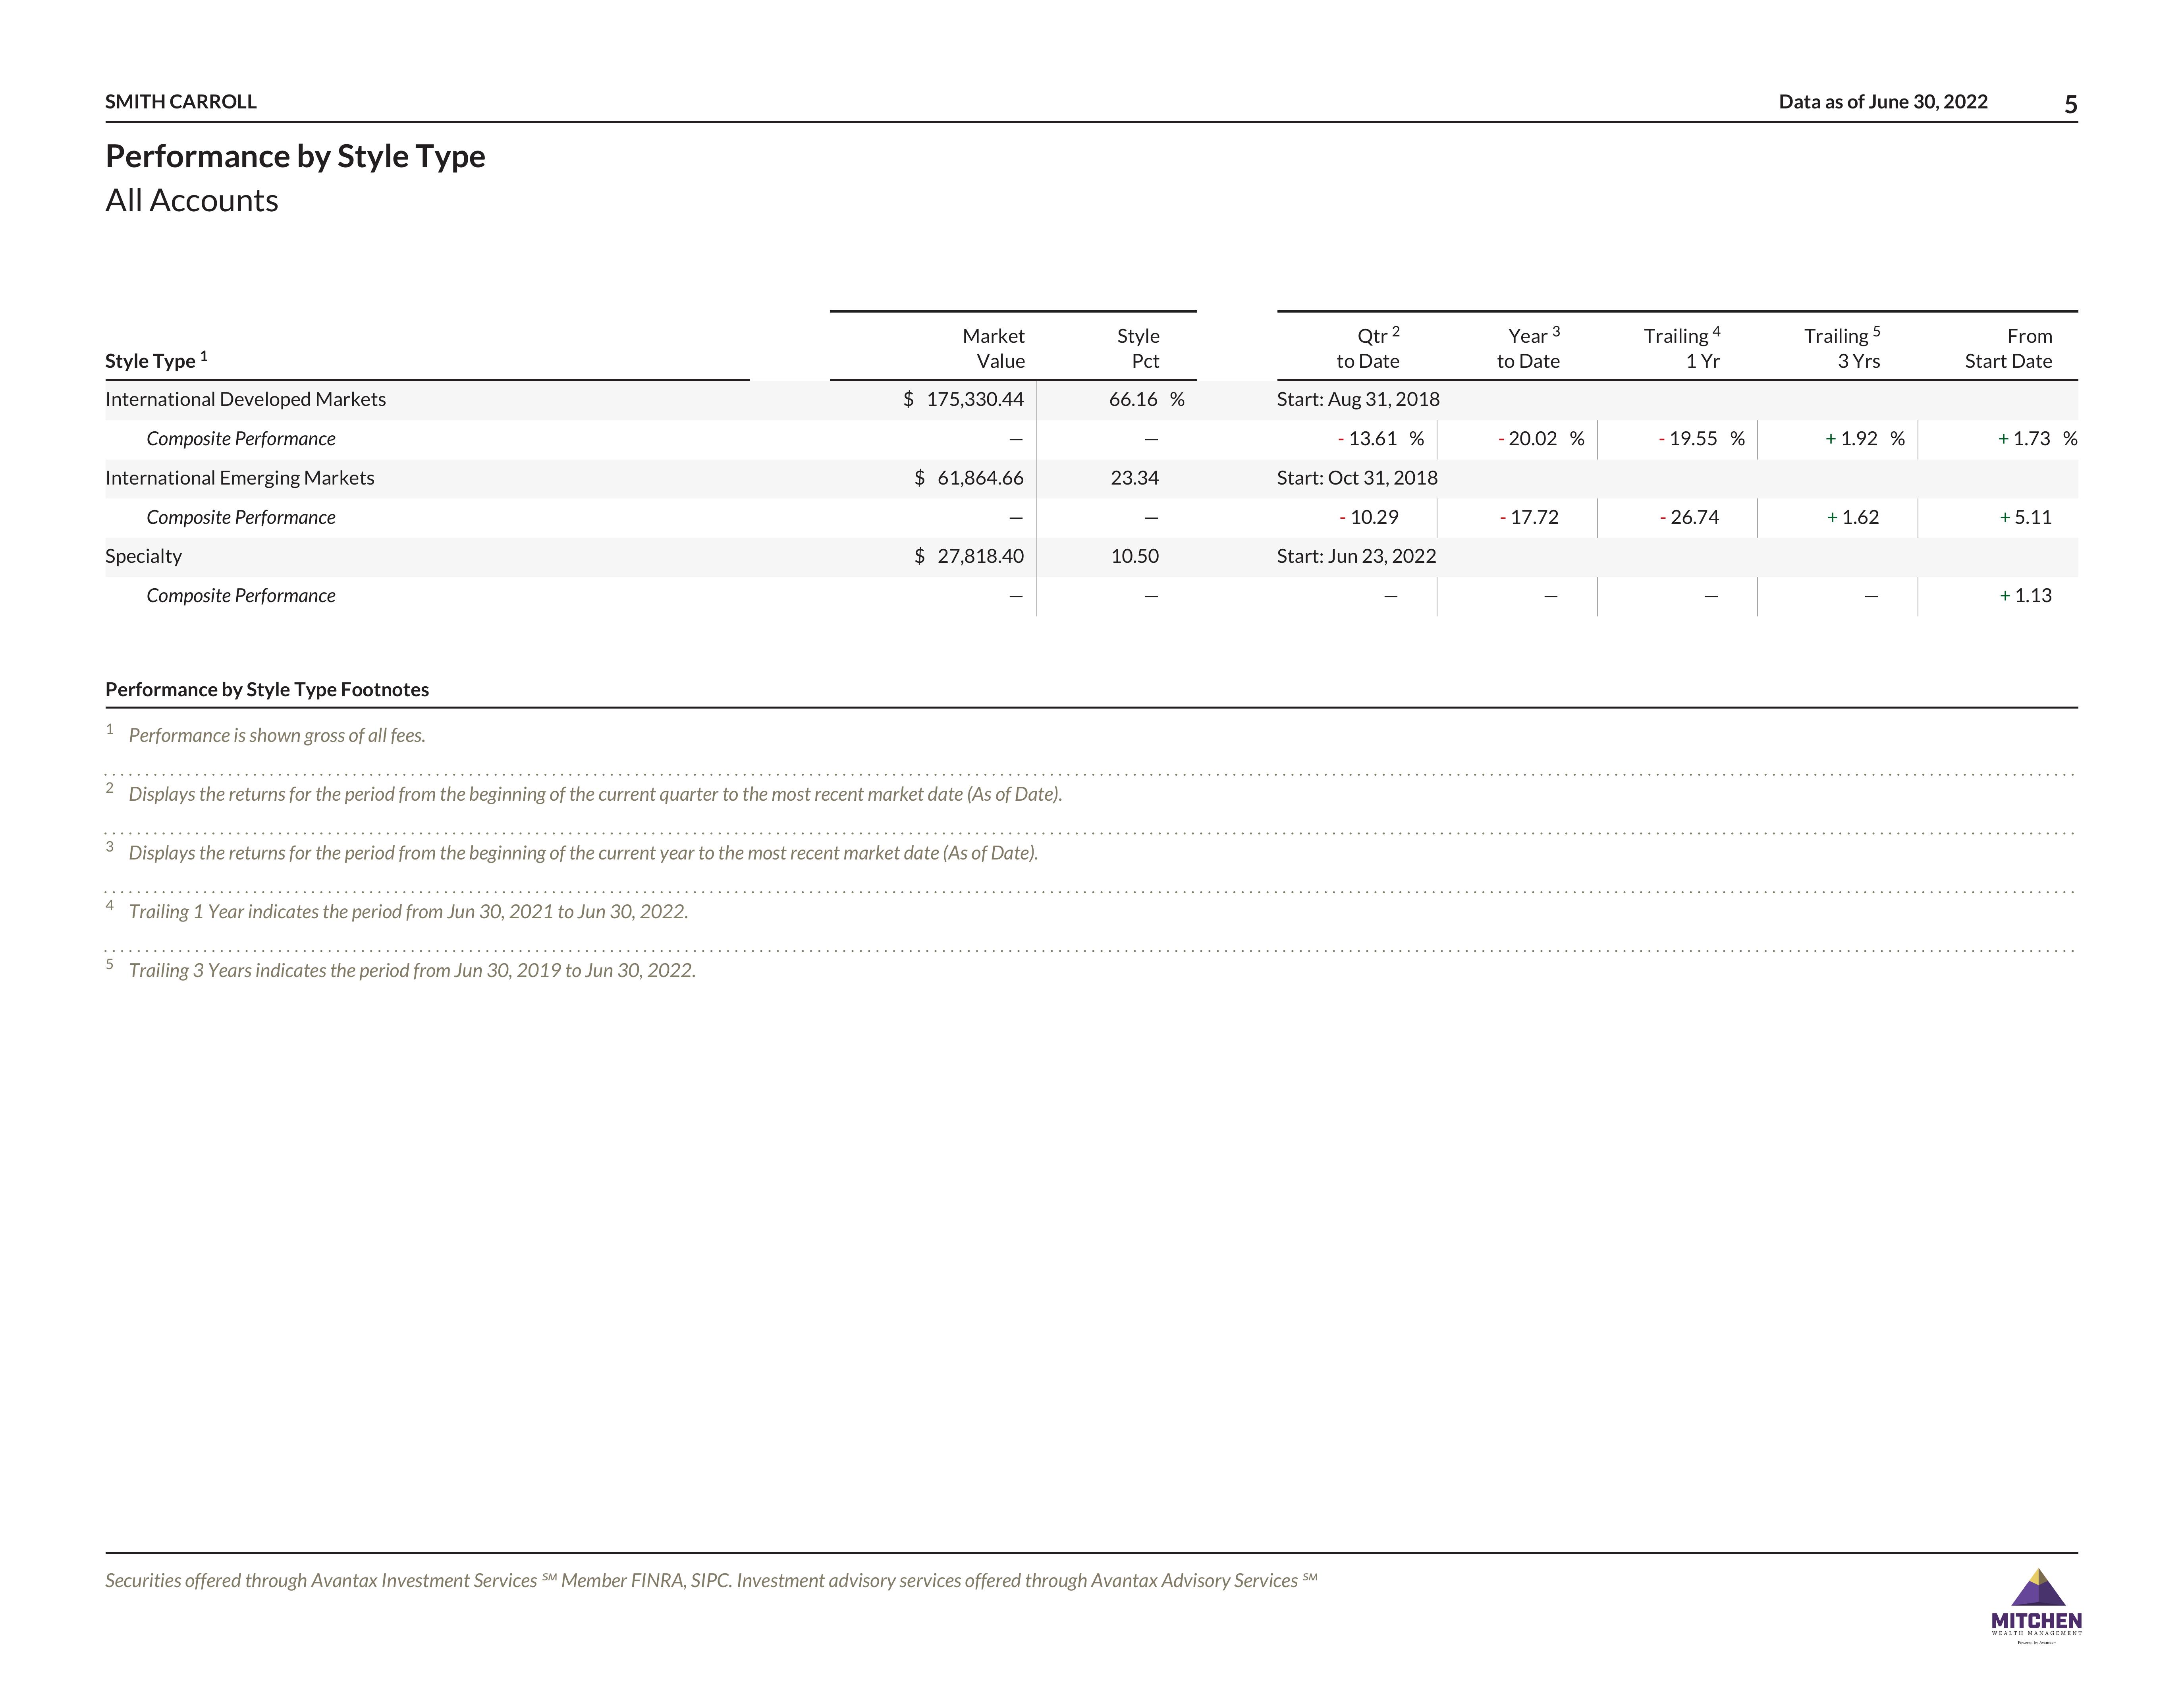 SMITH CARROLL Data as of June 30, 2022 5
Performance by Style Type
All Accounts
Market Style Qtr 2 Year 3 Trailing 4 Trailing 5 From
Style Type 1 Value Pct to Date to Date 1 Yr 3 Yrs Start Date
International Developed Markets $ 175,330.44 66.16 % Start: Aug 31, 2018
Composite Performance — — - 13.61 % - 20.02 % - 19.55 % + 1.92 % + 1.73 %
International Emerging Markets $ 61,864.66 23.34 Start: Oct 31, 2018
Composite Performance — — - 10.29 - 17.72 - 26.74 + 1.62 + 5.11
Specialty $ 27,818.40 10.50 Start: Jun 23, 2022
Composite Performance — — — — — — + 1.13
Performance by Style Type Footnotes
1 Performance is shown gross of all fees.
2 Displays the returns for the period from the beginning of the current quarter to the most recent market date (As of Date).
3 Displays the returns for the period from the beginning of the current year to the most recent market date (As of Date).
4 Trailing 1 Year indicates the period from Jun 30, 2021 to Jun 30, 2022.
5 Trailing 3 Years indicates the period from Jun 30, 2019 to Jun 30, 2022.
Securities offered through Avantax Investment Services ℠ Member FINRA, SIPC. Investment advisory services offered through Avantax Advisory Services ℠
MITCHEN
WEALTH MANAGEMENT
Powered by Avantax